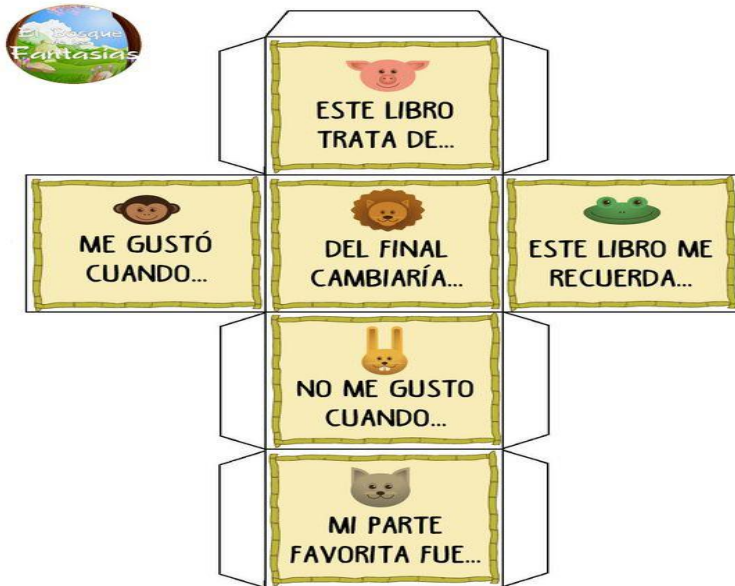 El Bosque
Fantasías
ESTE LIBRO
TRATA DE...
ME GUSTÓ
CUANDO...
DEL FINAL
CAMBIARÍA...
ESTE LIBRO ME
RECUERDA...
NO ME GUSTO
CUANDO...
MI PARTE
FAVORITA FUE...